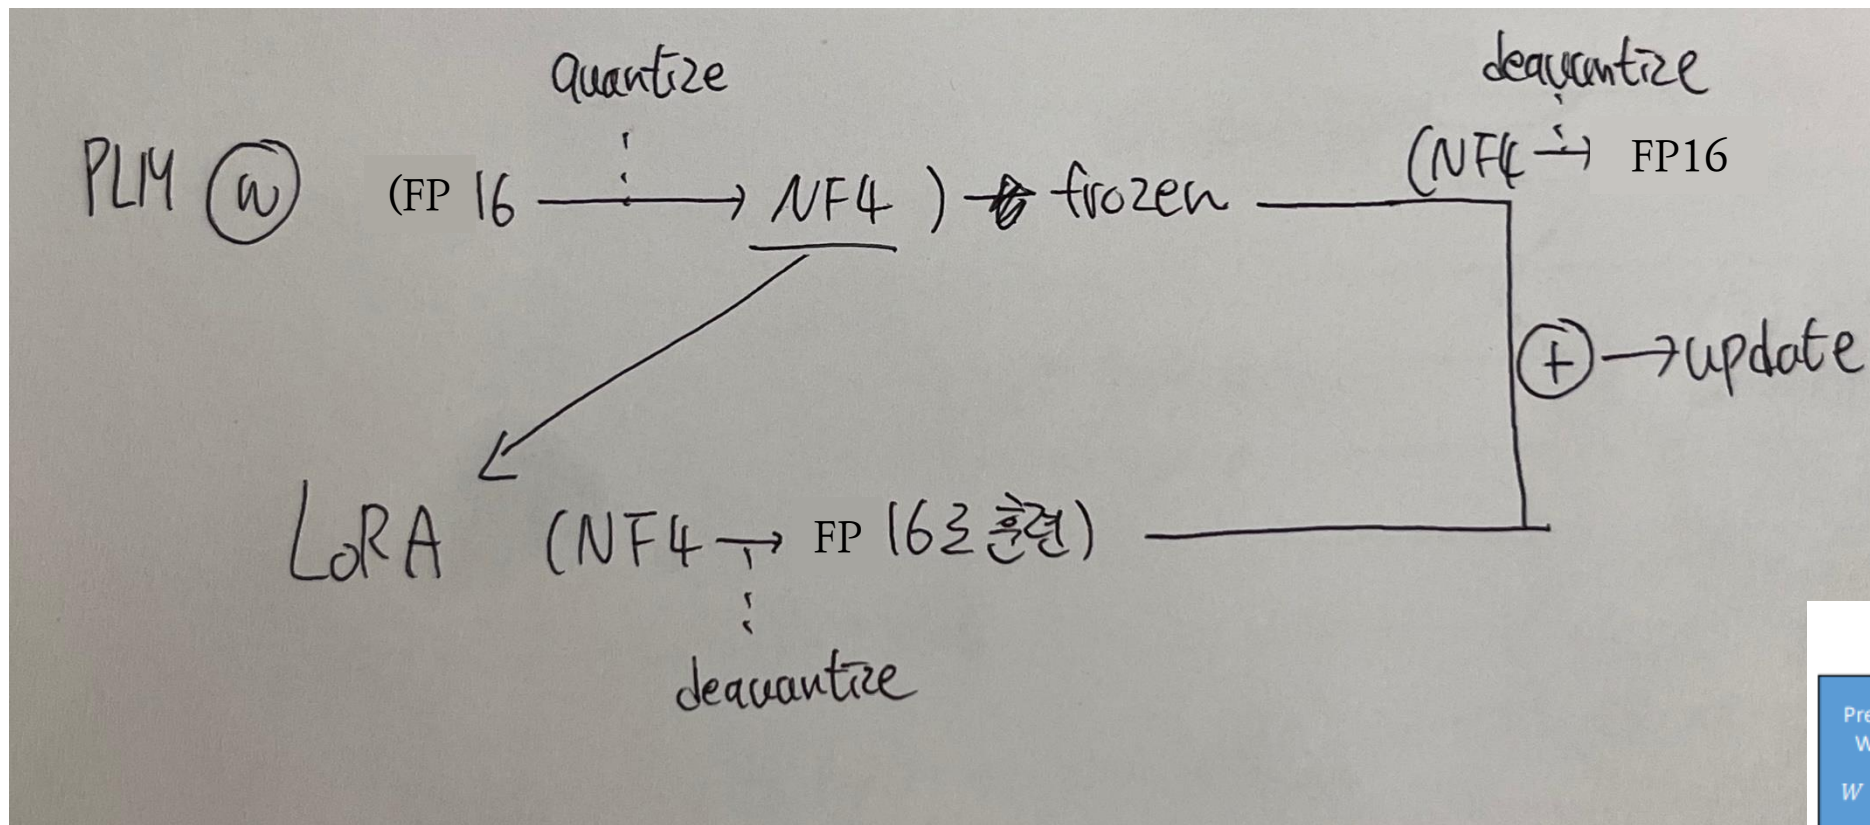 quantize
dequantize
PLM W (FP 16 → NF4 ) → frozen
(NF4 → FP16
+ → update
LoRA (NF4 → FP 16로 훈련)
dequantize
Pre
W
W